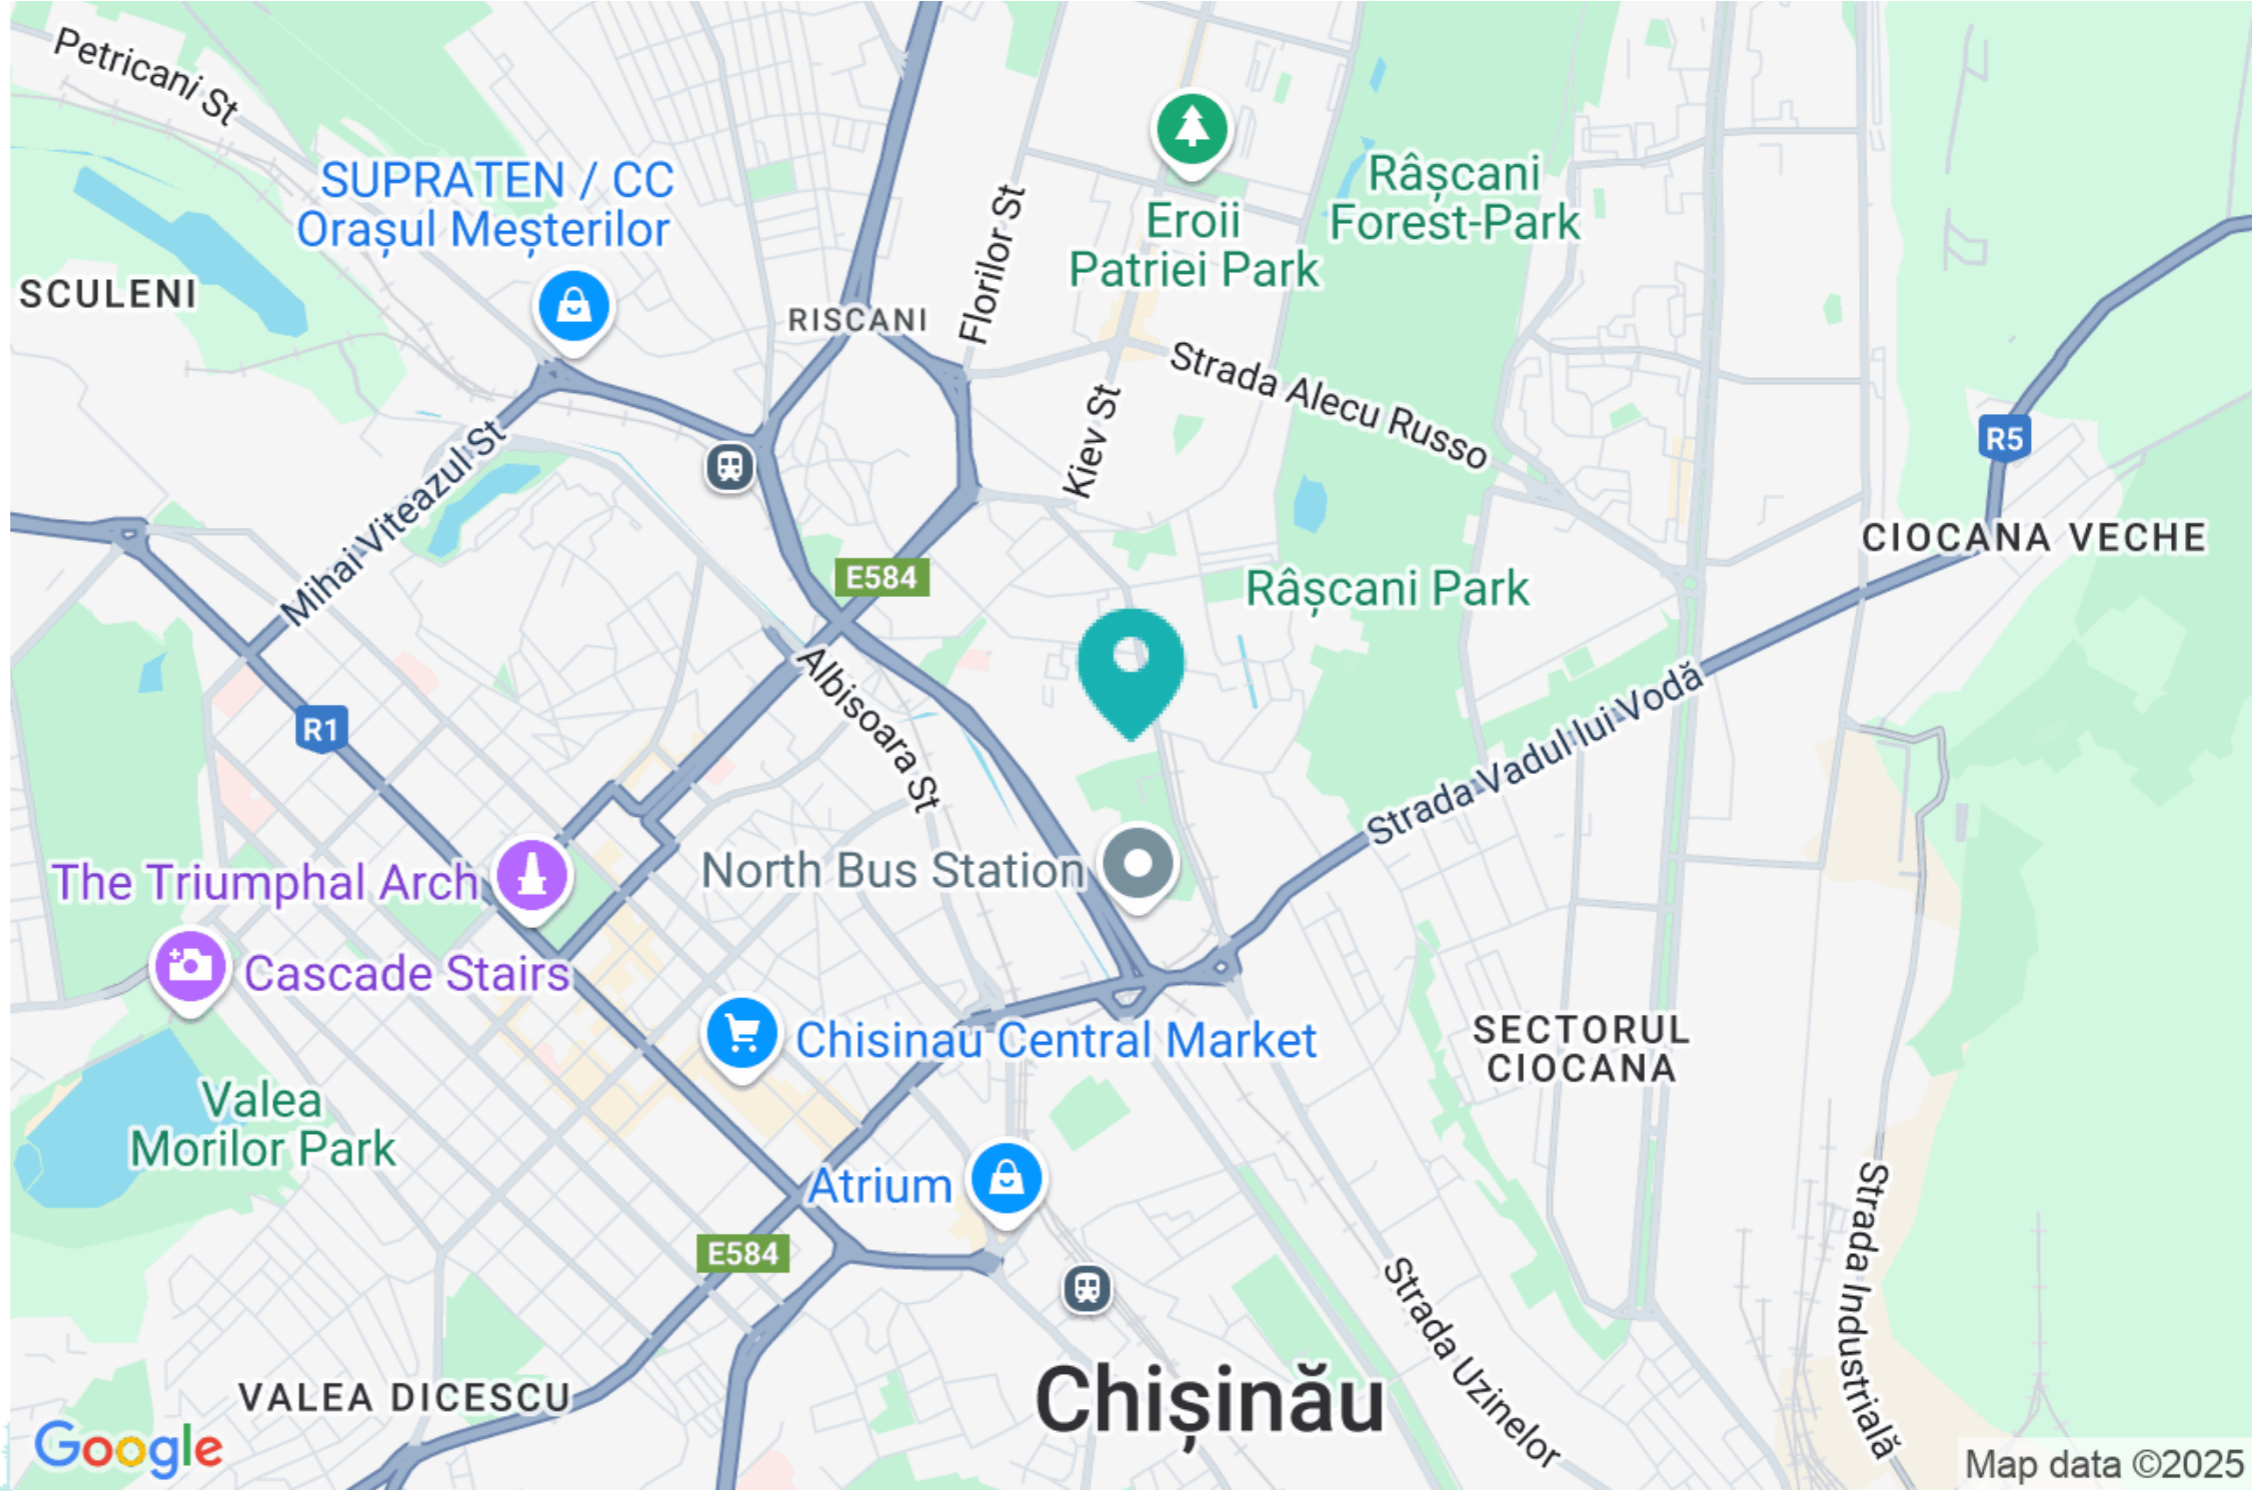 Petricani St
SUPRATEN / CC
Orașul Meșterilor
SCULENI
RISCANI
Florilor St
Eroii
Patriei Park
Râșcani
Forest-Park
Strada Alecu Russo
Kiev St
R5
Mihai Viteazul St
CIOCANA VECHE
E584
Râșcani Park
Albisoara St
R1
Strada Vadul lui Vodă
The Triumphal Arch
North Bus Station
Cascade Stairs
Chisinau Central Market
SECTORUL
CIOCANA
Valea
Morilor Park
Atrium
E584
Strada Industrială
Strada Uzinelor
VALEA DICESCU
Chișinău
Google
Map data ©2025